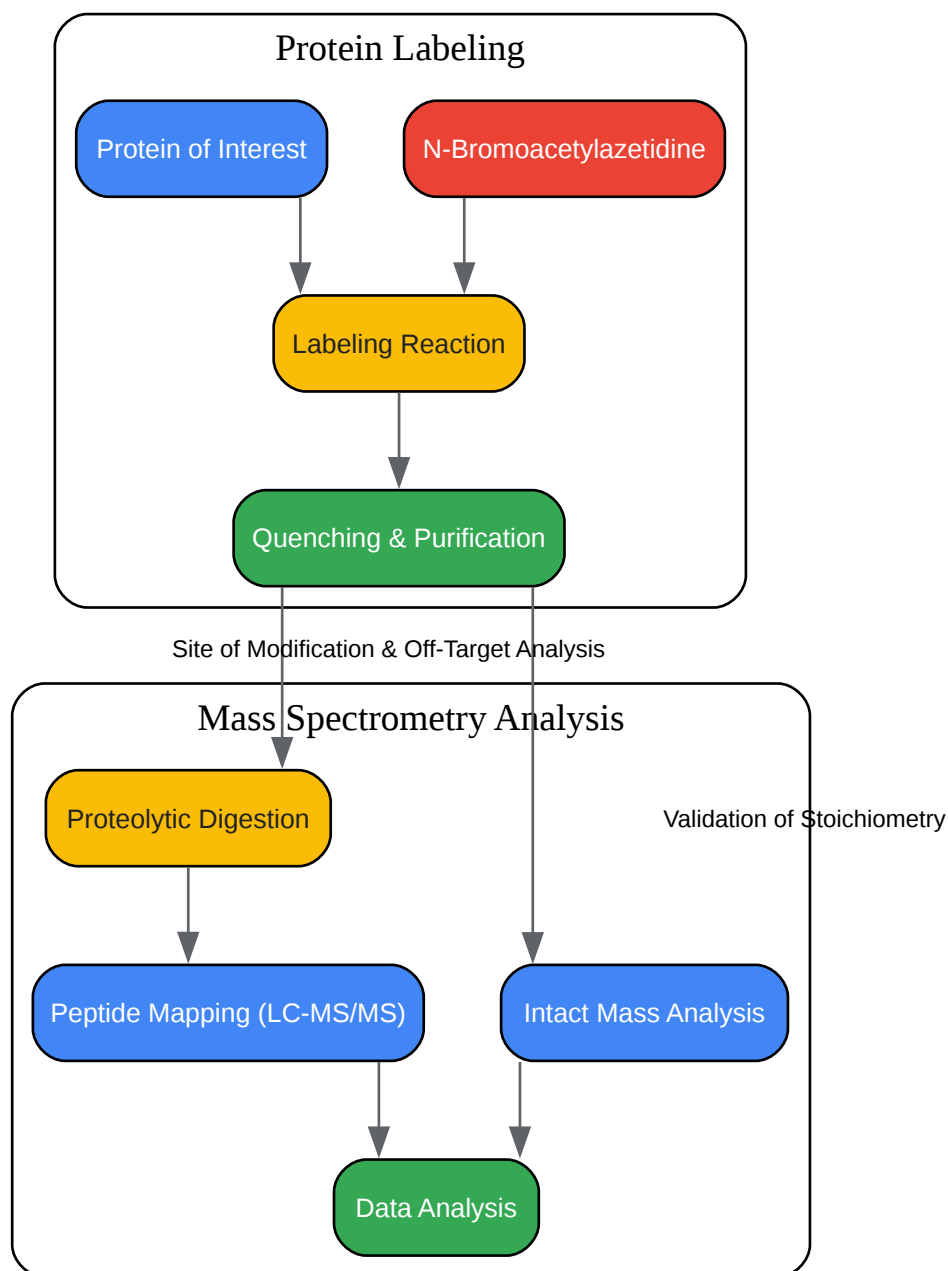 Protein Labeling
Protein of Interest
N-Bromoacetylazetidine
Labeling Reaction
Quenching & Purification
Site of Modification & Off-Target Analysis
Mass Spectrometry Analysis
Proteolytic Digestion
Validation of Stoichiometry
Peptide Mapping (LC-MS/MS)
Intact Mass Analysis
Data Analysis